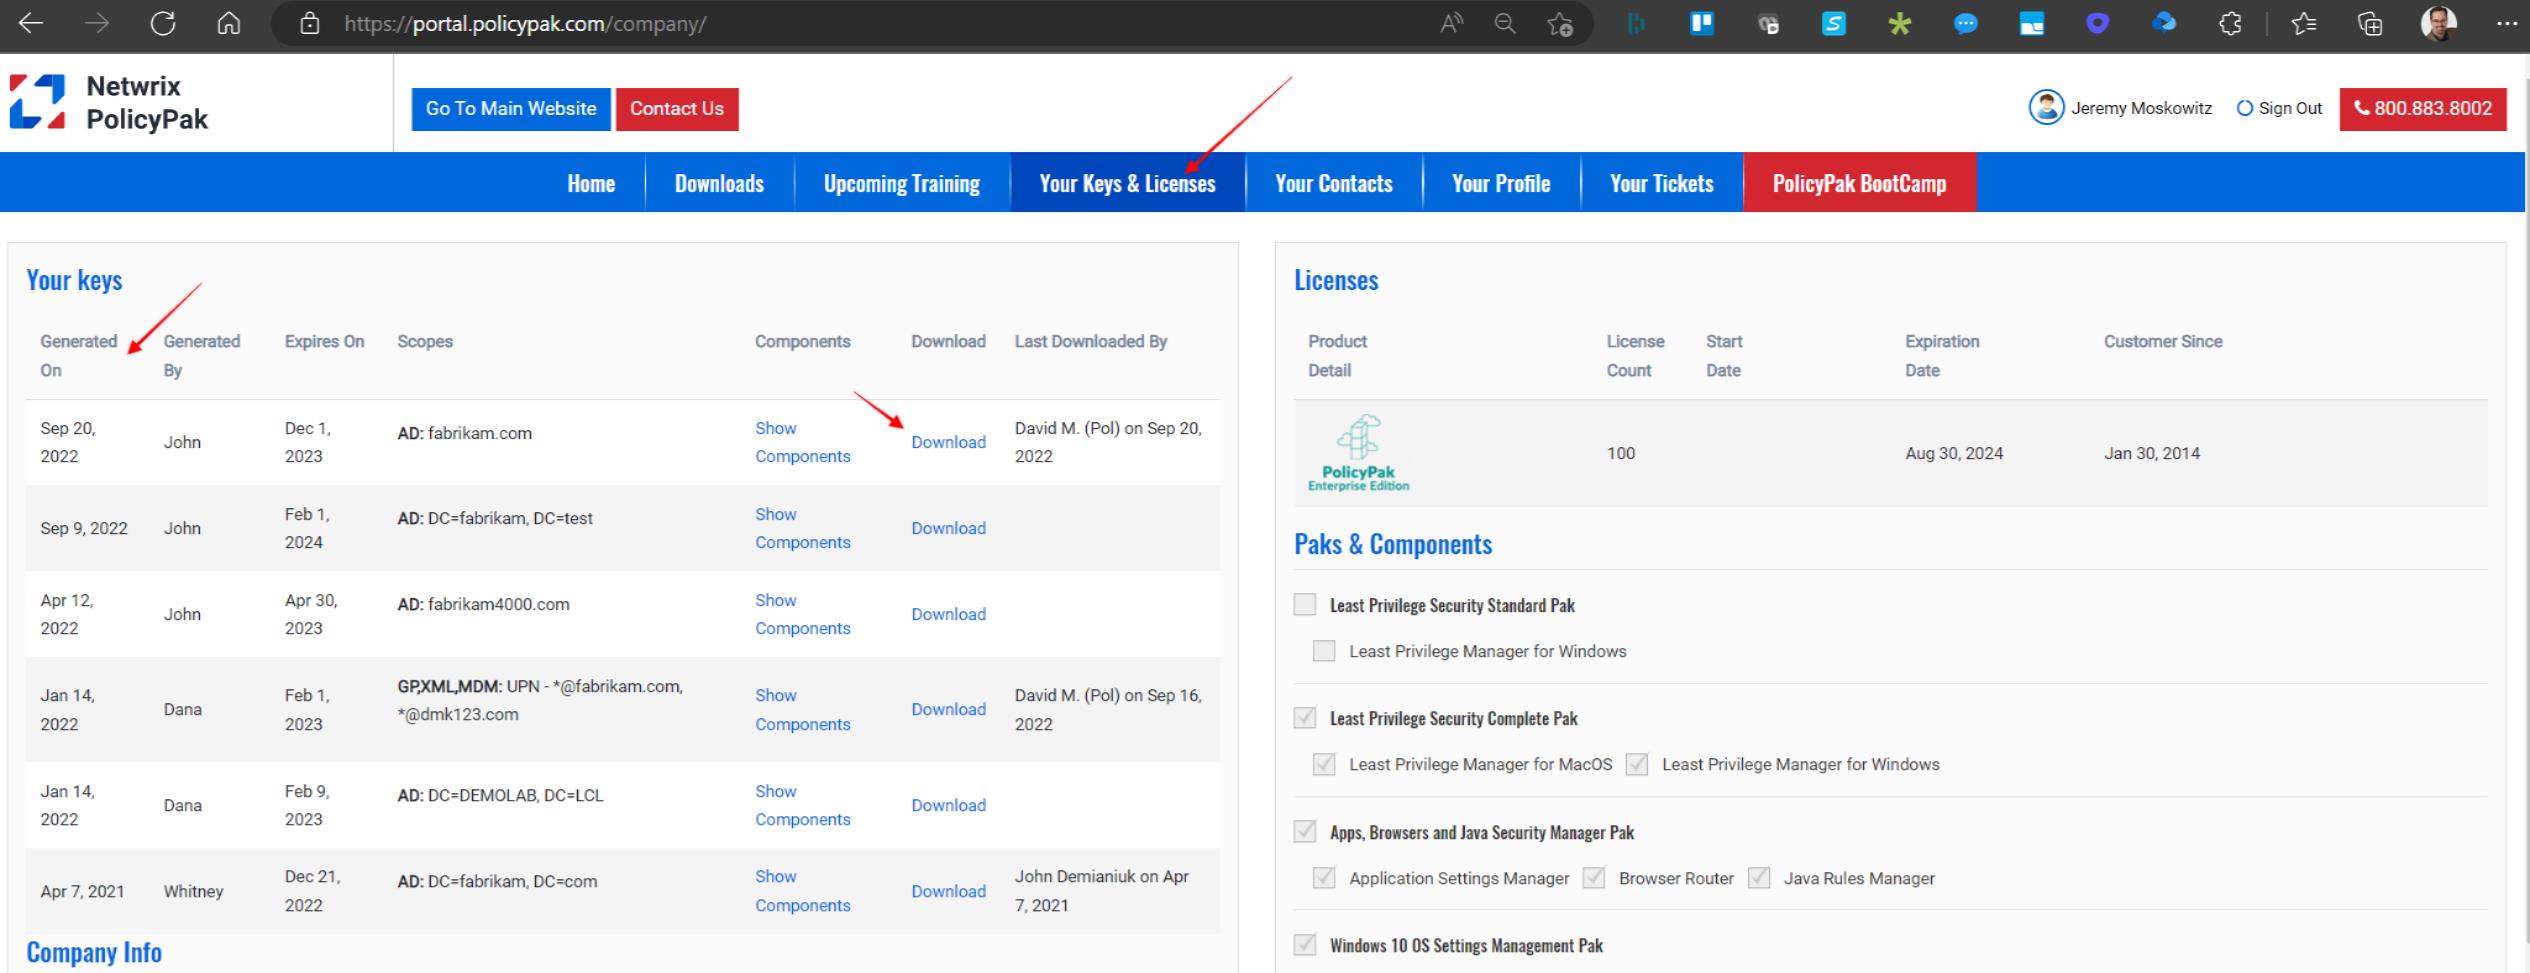 https://portal.policypak.com/company/
Netwrix
PolicyPak
Go To Main Website
Contact Us
Jeremy Moskowitz
Sign Out
800.883.8002
Home
Downloads
Upcoming Training
Your Keys & Licenses
Your Contacts
Your Profile
Your Tickets
PolicyPak BootCamp
Your keys
Generated On
Generated By
Expires On
Scopes
Components
Download
Last Downloaded By
Sep 20, 2022
John
Dec 1, 2023
AD: fabrikam.com
Show Components
Download
David M. (Pol) on Sep 20, 2022
Sep 9, 2022
John
Feb 1, 2024
AD: DC=fabrikam, DC=test
Show Components
Download
Apr 12, 2022
John
Apr 30, 2023
AD: fabrikam4000.com
Show Components
Download
Jan 14, 2022
Dana
Feb 1, 2023
GP,XML,MDM: UPN - *@fabrikam.com, *@dmk123.com
Show Components
Download
David M. (Pol) on Sep 16, 2022
Jan 14, 2022
Dana
Feb 9, 2023
AD: DC=DEMOLAB, DC=LCL
Show Components
Download
Apr 7, 2021
Whitney
Dec 21, 2022
AD: DC=fabrikam, DC=com
Show Components
Download
John Demianiuk on Apr 7, 2021
Company Info
Licenses
Product Detail
License Count
Start Date
Expiration Date
Customer Since
PolicyPak
Enterprise Edition
100
Aug 30, 2024
Jan 30, 2014
Paks & Components
Least Privilege Security Standard Pak
Least Privilege Manager for Windows
Least Privilege Security Complete Pak
Least Privilege Manager for MacOS
Least Privilege Manager for Windows
Apps, Browsers and Java Security Manager Pak
Application Settings Manager
Browser Router
Java Rules Manager
Windows 10 OS Settings Management Pak